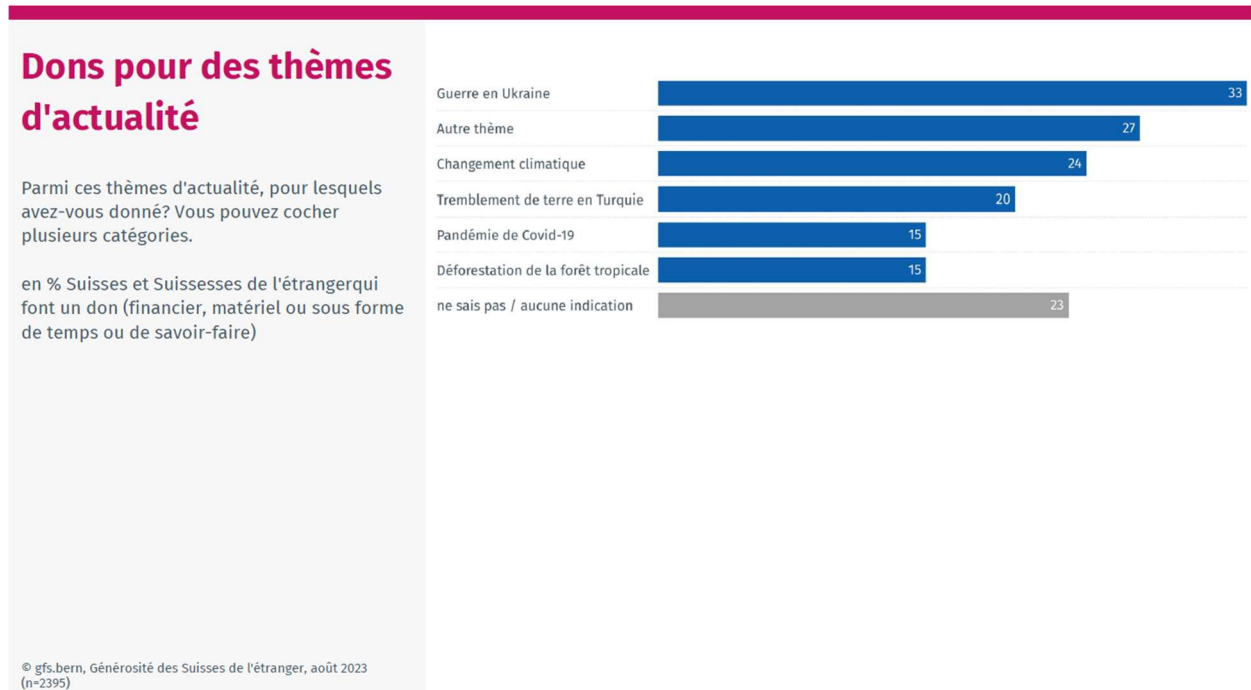 Dons pour des thèmes
d'actualité
Parmi ces thèmes d'actualité, pour lesquels
avez-vous donné? Vous pouvez cocher
plusieurs catégories.
en % Suisses et Suissesses de l'étrangerqui
font un don (financier, matériel ou sous forme
de temps ou de savoir-faire)
Guerre en Ukraine 33
Autre thème 27
Changement climatique 24
Tremblement de terre en Turquie 20
Pandémie de Covid-19 15
Déforestation de la forêt tropicale 15
ne sais pas / aucune indication 23
© gfs.bern, Générosité des Suisses de l'étranger, août 2023
(n=2395)